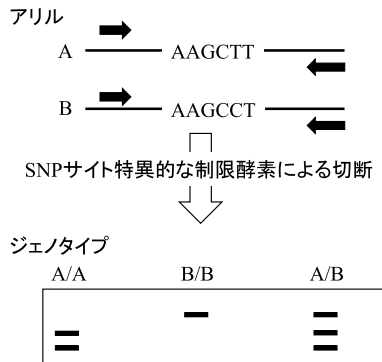 アリル
A AAGCTT
B AAGCCT
SNPサイト特異的な制限酵素による切断
ジェノタイプ
A/A B/B A/B